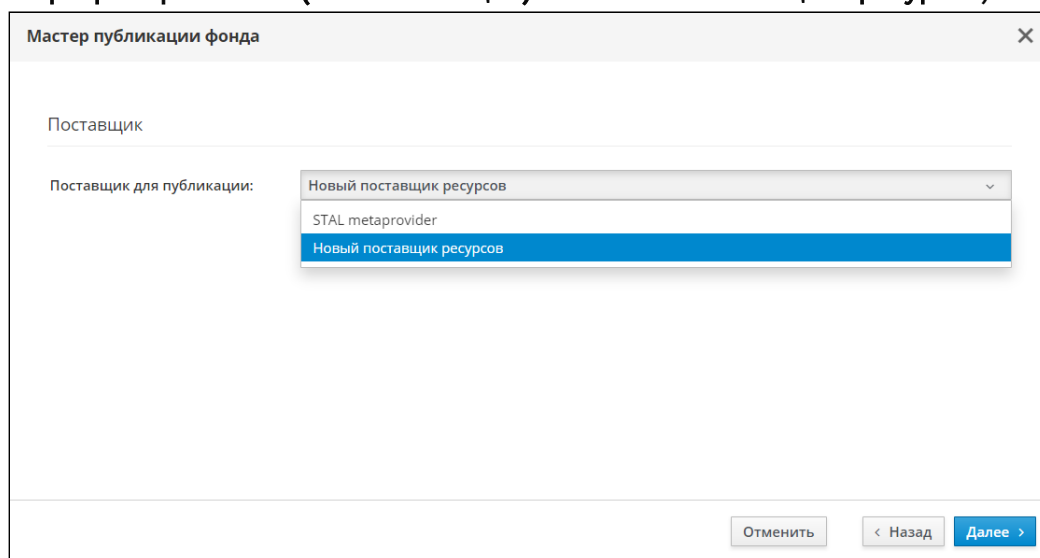 Мастер публикации фонда
Поставщик
Поставщик для публикации: Новый поставщик ресурсов
STAL metaprovider
Новый поставщик ресурсов
Отменить < Назад Далее >